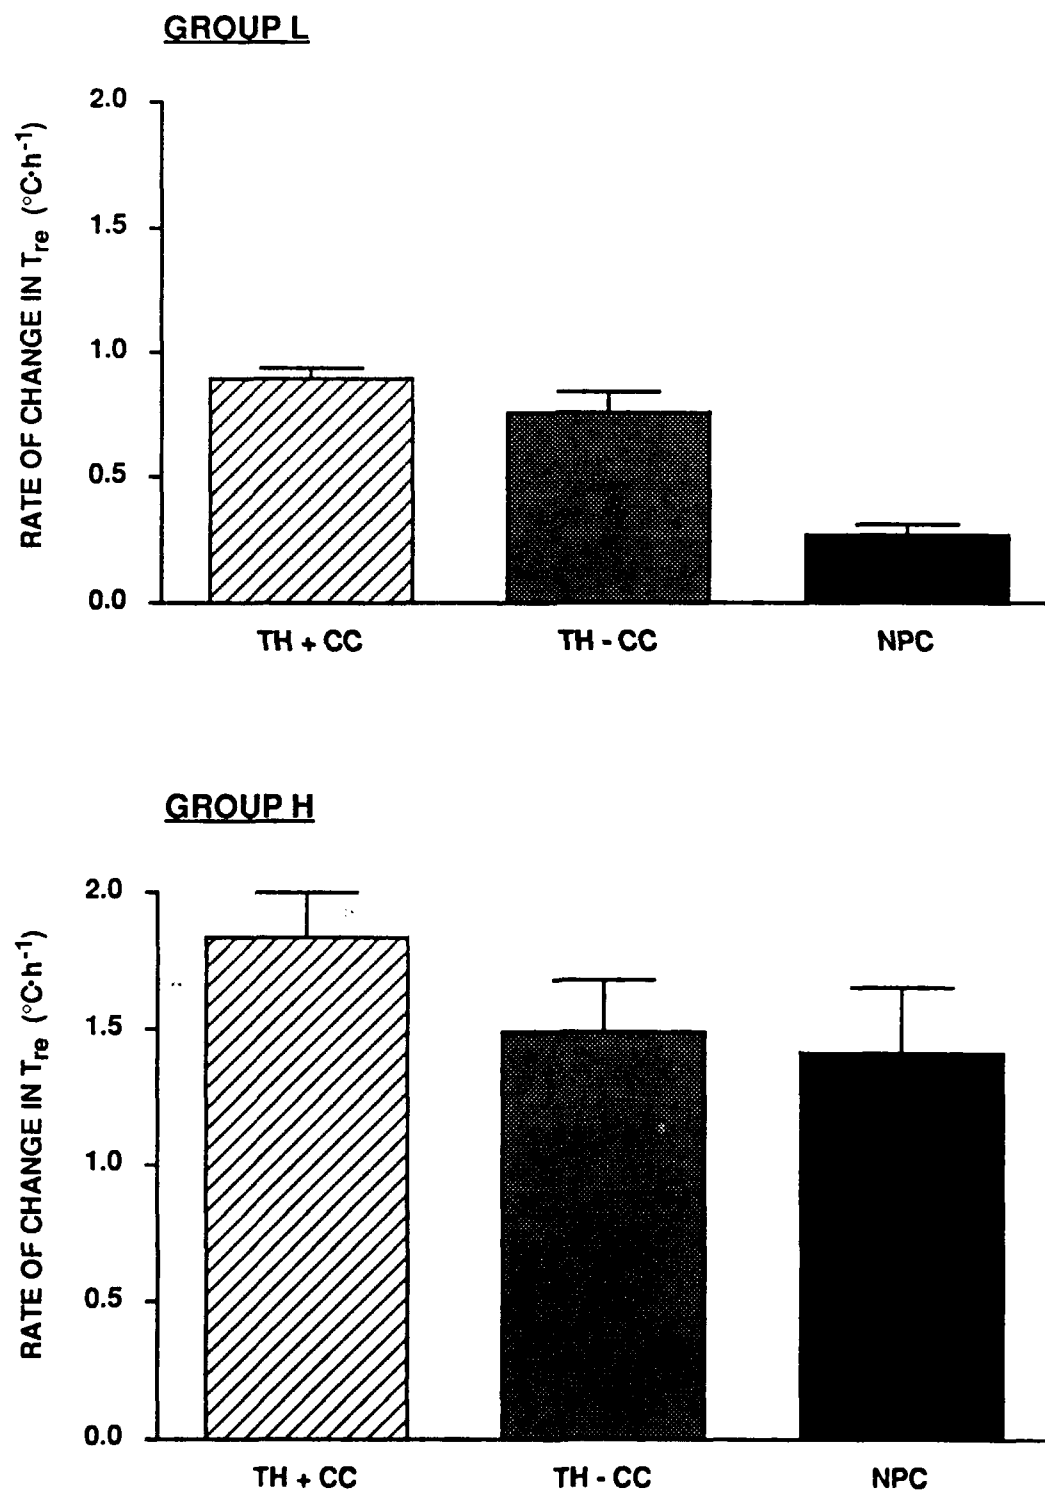 GROUP L
RATE OF CHANGE IN Tre (°C·h-1)
2.0
1.5
1.0
0.5
0.0
TH + CC
TH - CC
NPC
GROUP H
RATE OF CHANGE IN Tre (°C·h-1)
2.0
1.5
1.0
0.5
0.0
TH + CC
TH - CC
NPC